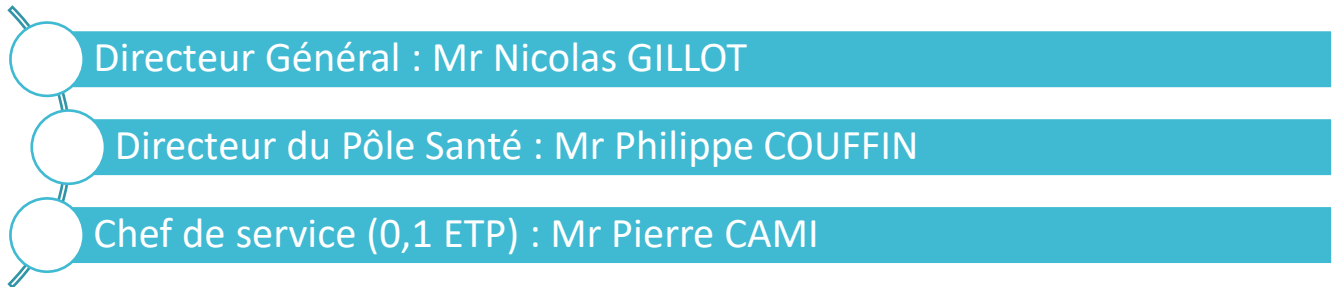 Directeur Général : Mr Nicolas GILLOT
Directeur du Pôle Santé : Mr Philippe COUFFIN
Chef de service (0,1 ETP) : Mr Pierre CAMI